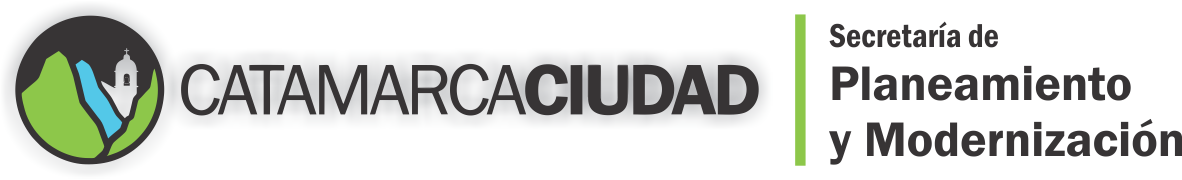 CATAMARCACIUDAD
Secretaría de
Planeamiento
y Modernización